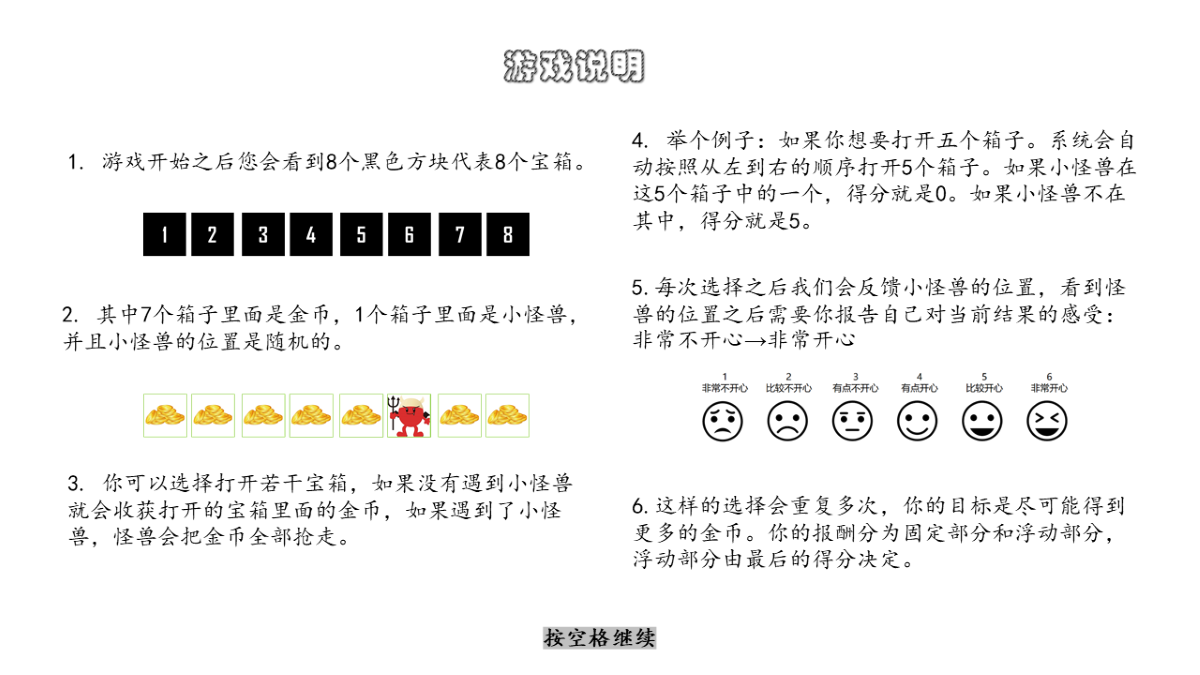 游戏说明
1. 游戏开始之后您会看到8个黑色方块代表8个宝箱。
1 2 3 4 5 6 7 8
2. 其中7个箱子里面是金币，1个箱子里面是小怪兽，
并且小怪兽的位置是随机的。
3. 你可以选择打开若干宝箱，如果没有遇到小怪兽
就会收获打开的宝箱里面的金币，如果遇到了小怪
兽，怪兽会把金币全部抢走。
4. 举个例子：如果你想要打开五个箱子。系统会自
动按照从左到右的顺序打开5个箱子。如果小怪兽在
这5个箱子中的一个，得分就是0。如果小怪兽不在
其中，得分就是5。
5.每次选择之后我们会反馈小怪兽的位置，看到怪
兽的位置之后需要你报告自己对当前结果的感受：
非常不开心→非常开心
1 2 3 4 5 6
非常不开心 比较不开心 有点不开心 有点开心 比较开心 非常开心
6.这样的选择会重复多次，你的目标是尽可能得到
更多的金币。你的报酬分为固定部分和浮动部分，
浮动部分由最后的得分决定。
按空格继续